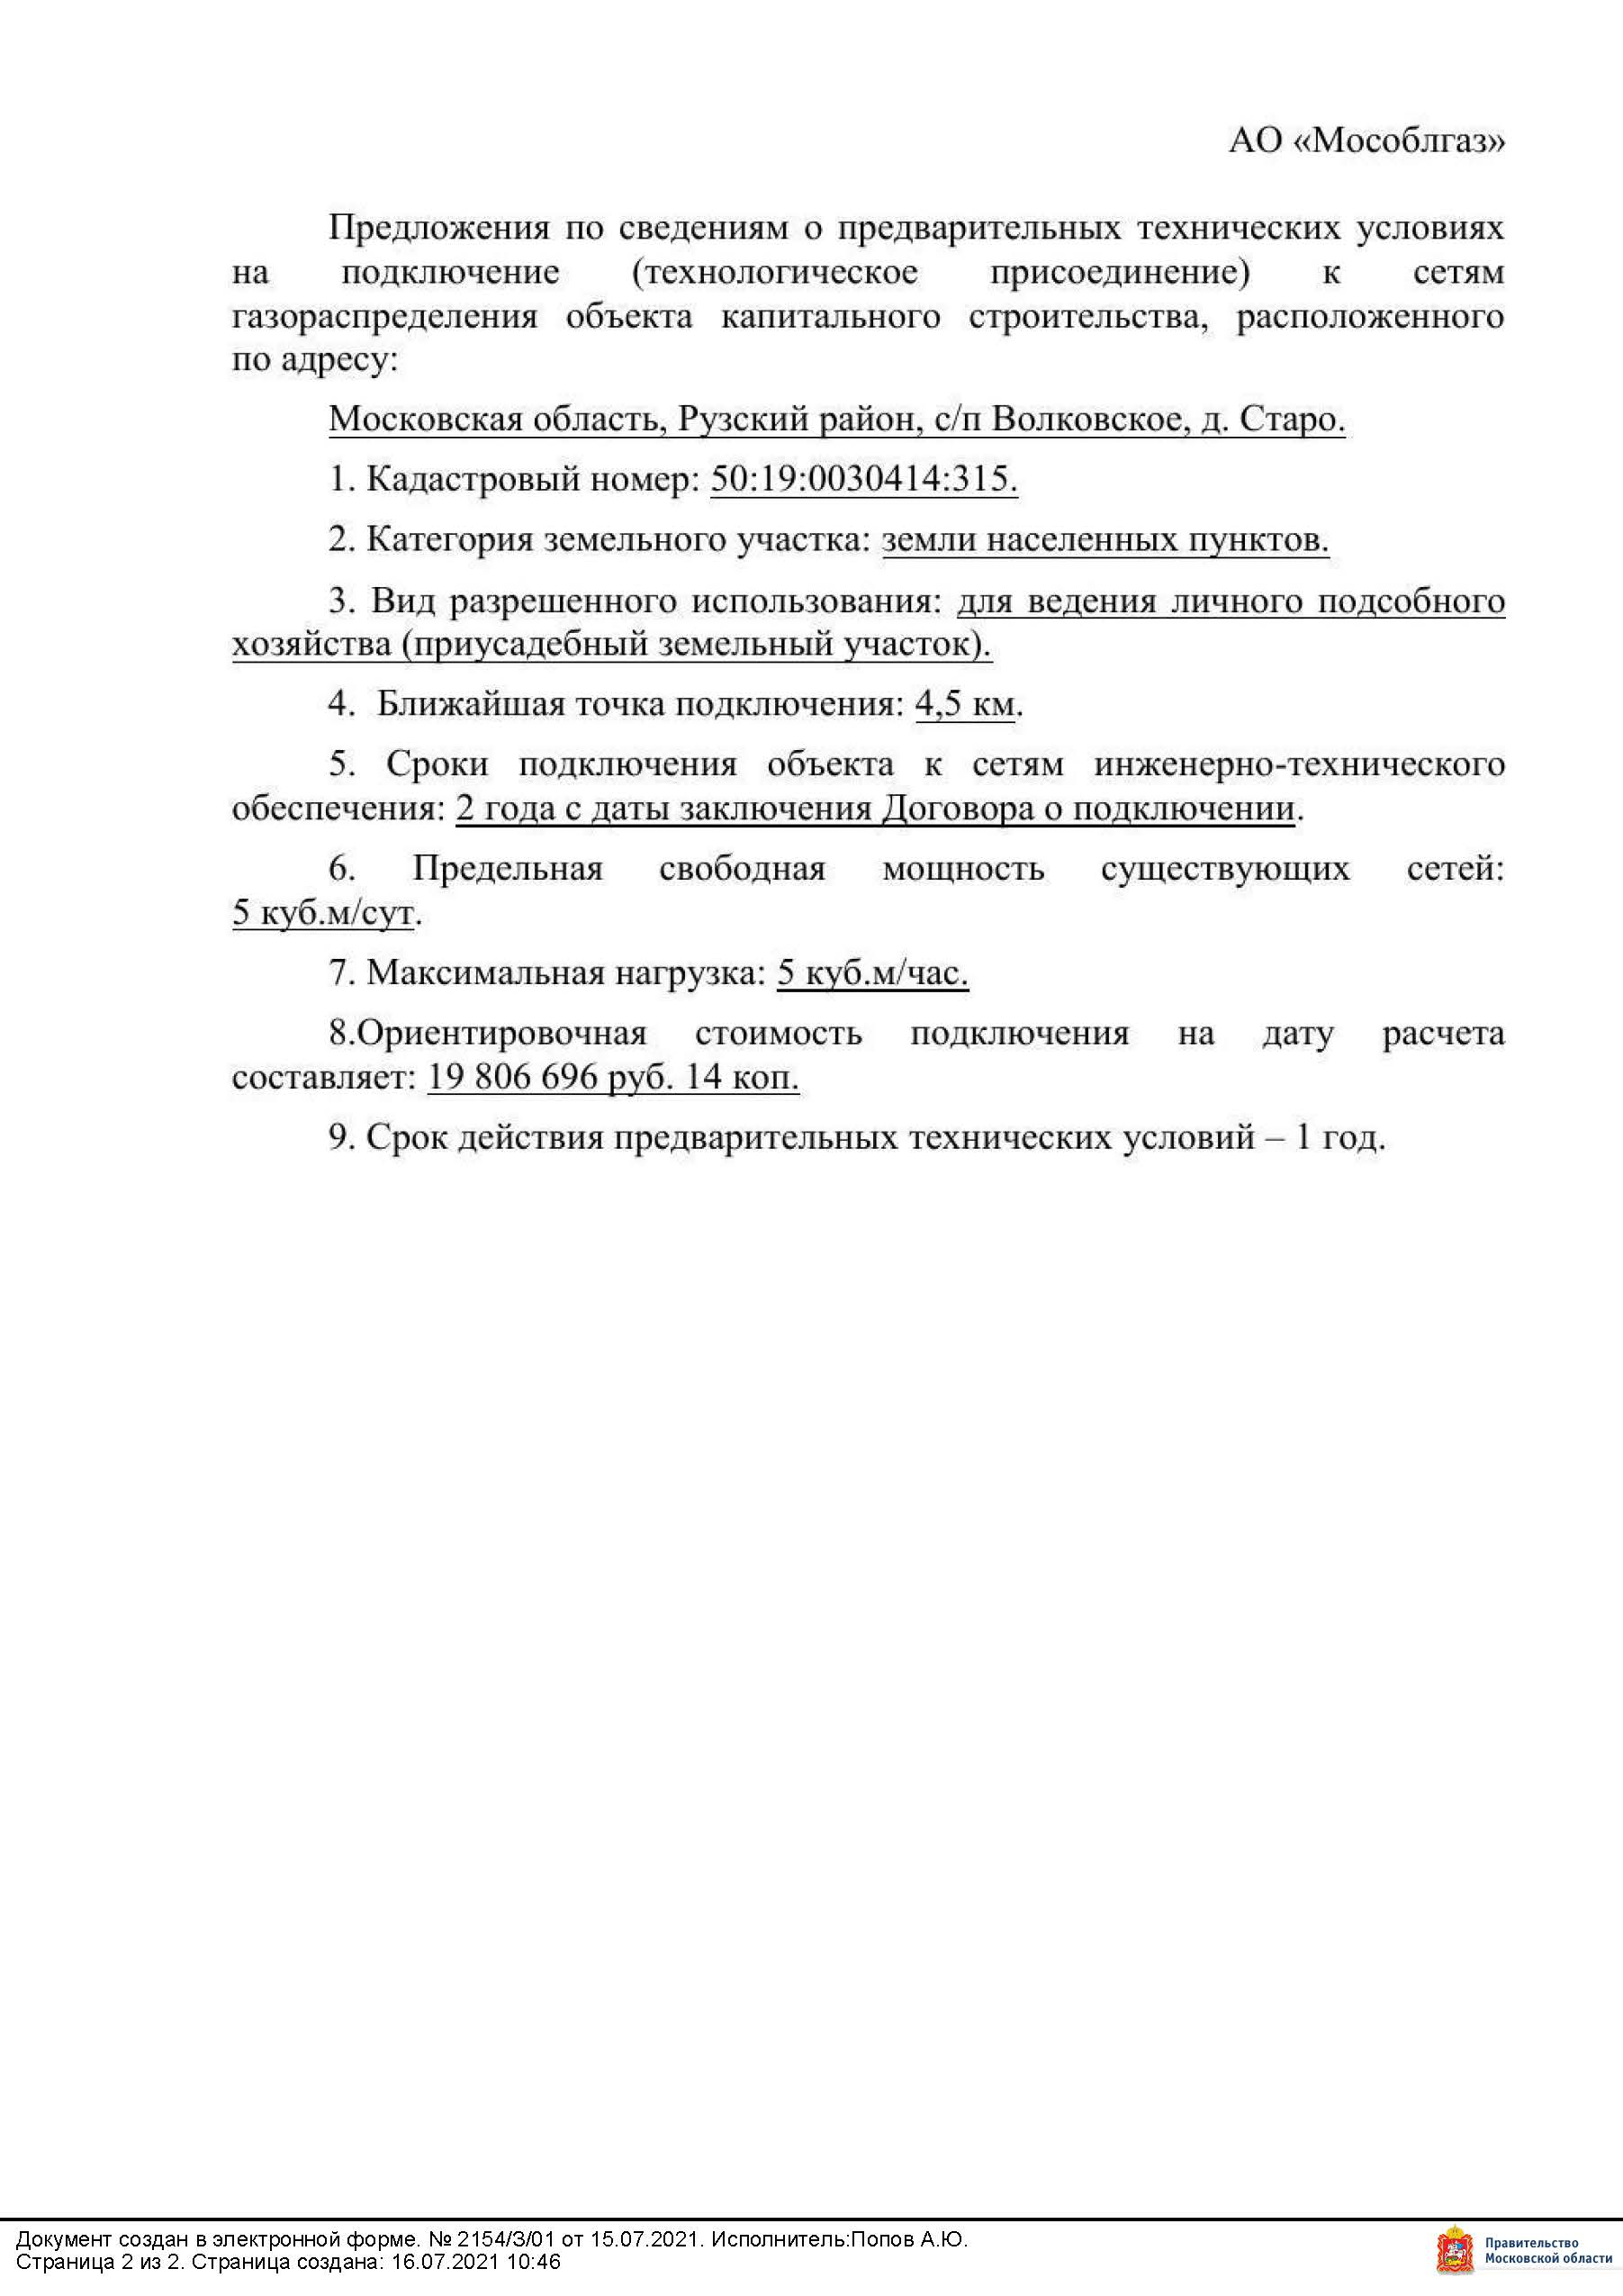 АО «Мособлгаз»
Предложения по сведениям о предварительных технических условиях
на подключение (технологическое присоединение) к сетям
газораспределения объекта капитального строительства, расположенного
по адресу:
Московская область, Рузский район, с/п Волковское, д. Старо.
1. Кадастровый номер: 50:19:0030414:315.
2. Категория земельного участка: земли населенных пунктов.
3. Вид разрешенного использования: для ведения личного подсобного
хозяйства (приусадебный земельный участок).
4. Ближайшая точка подключения: 4,5 км.
5. Сроки подключения объекта к сетям инженерно-технического
обеспечения: 2 года с даты заключения Договора о подключении.
6. Предельная свободная мощность существующих сетей:
5 куб.м/сут.
7. Максимальная нагрузка: 5 куб.м/час.
8.Ориентировочная стоимость подключения на дату расчета
составляет: 19 806 696 руб. 14 коп.
9. Срок действия предварительных технических условий – 1 год.
Документ создан в электронной форме. № 2154/3/01 от 15.07.2021. Исполнитель:Попов А.Ю.
Страница 2 из 2. Страница создана: 16.07.2021 10:46
Правительство
Московской области